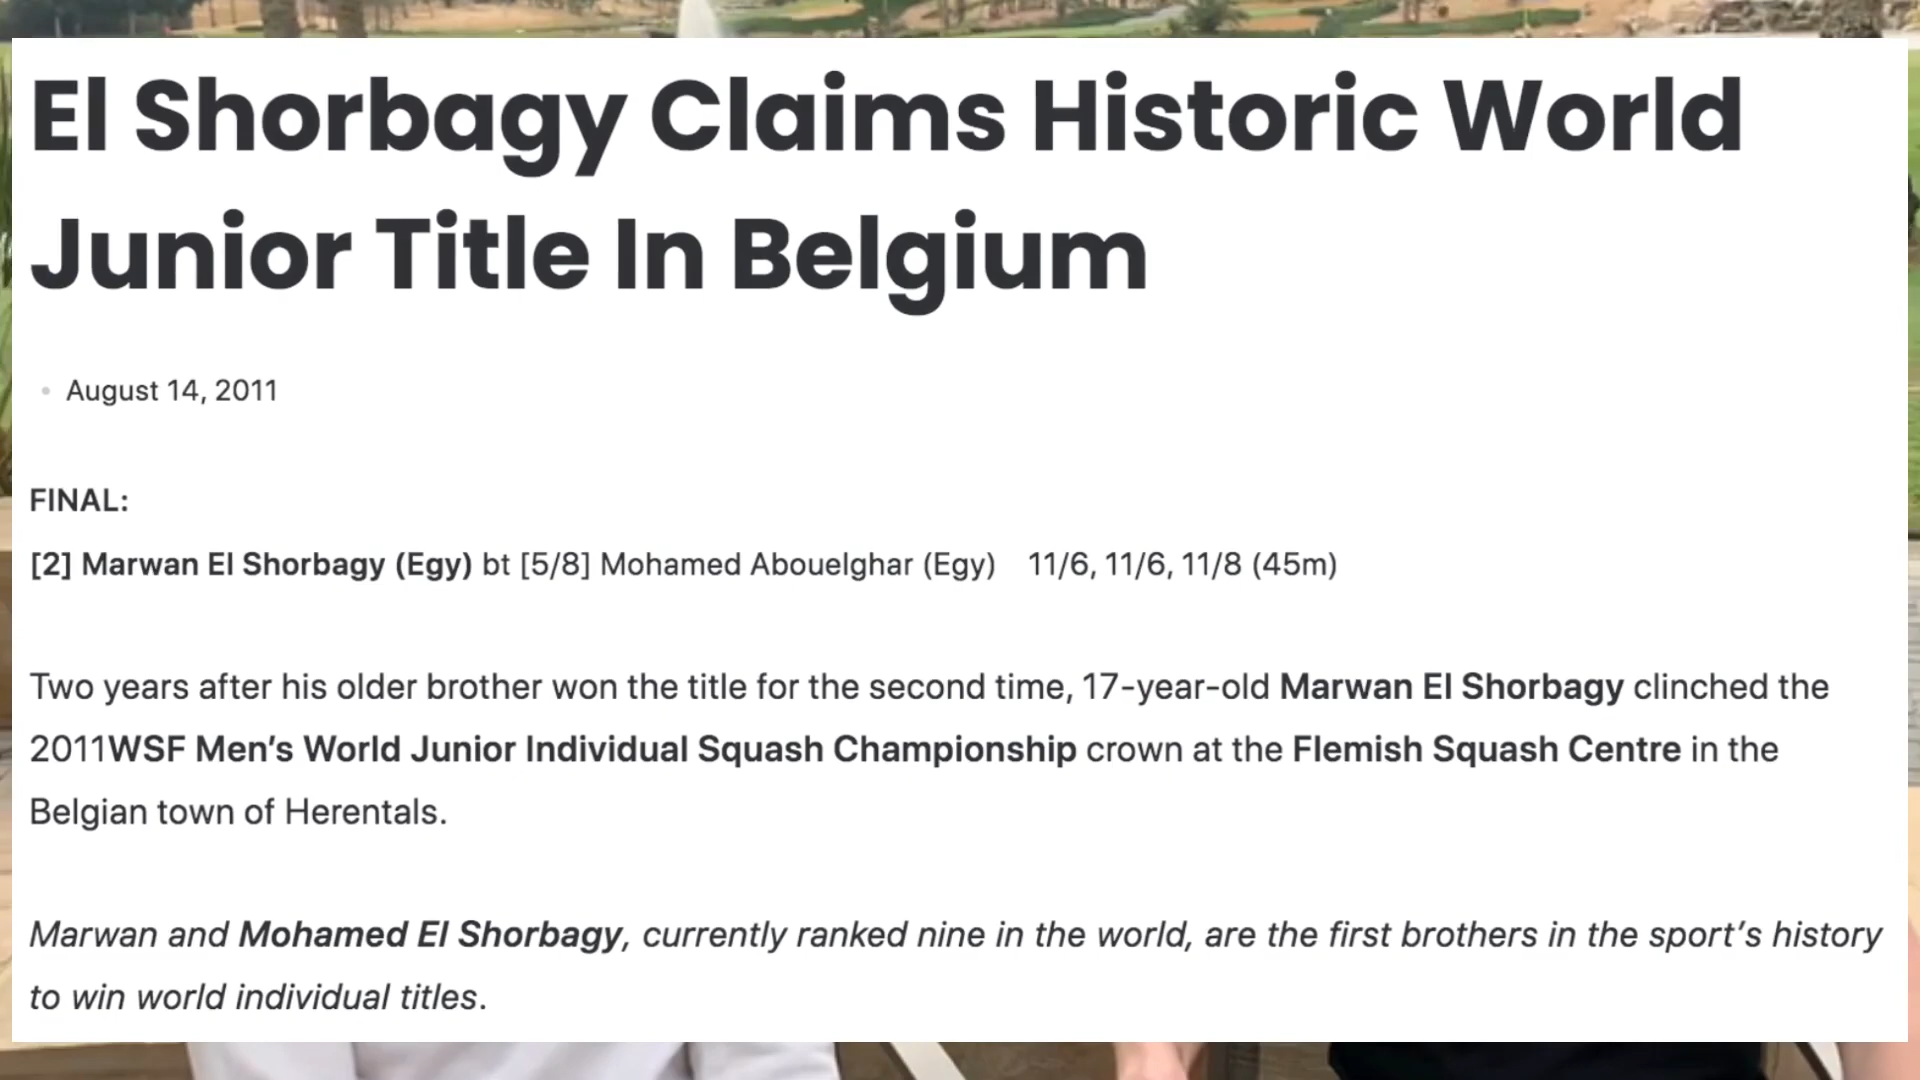 El Shorbagy Claims Historic World
Junior Title In Belgium
• August 14, 2011
FINAL:
[2] Marwan El Shorbagy (Egy) bt [5/8] Mohamed Abouelghar (Egy) 11/6, 11/6, 11/8 (45m)
Two years after his older brother won the title for the second time, 17-year-old Marwan El Shorbagy clinched the
2011WSF Men’s World Junior Individual Squash Championship crown at the Flemish Squash Centre in the
Belgian town of Herentals.
Marwan and Mohamed El Shorbagy, currently ranked nine in the world, are the first brothers in the sport’s history
to win world individual titles.